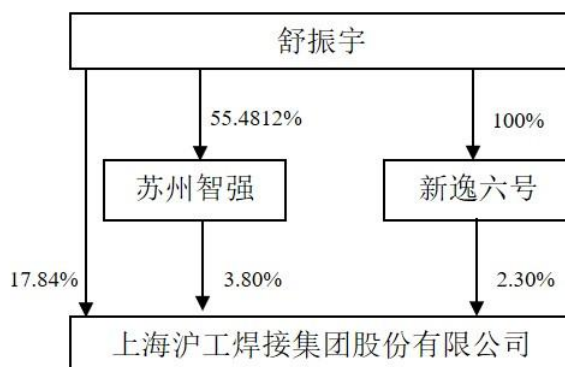 舒振宇
55.4812%
100%
苏州智强
新逸六号
17.84%
3.80%
2.30%
上海沪工焊接集团股份有限公司